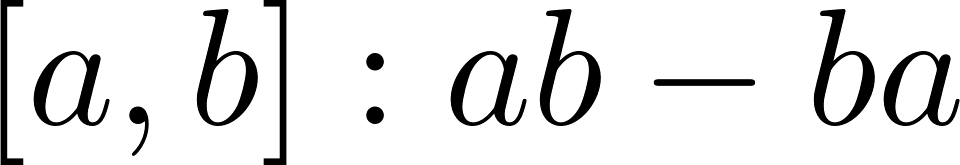 [a, b] : ab − ba